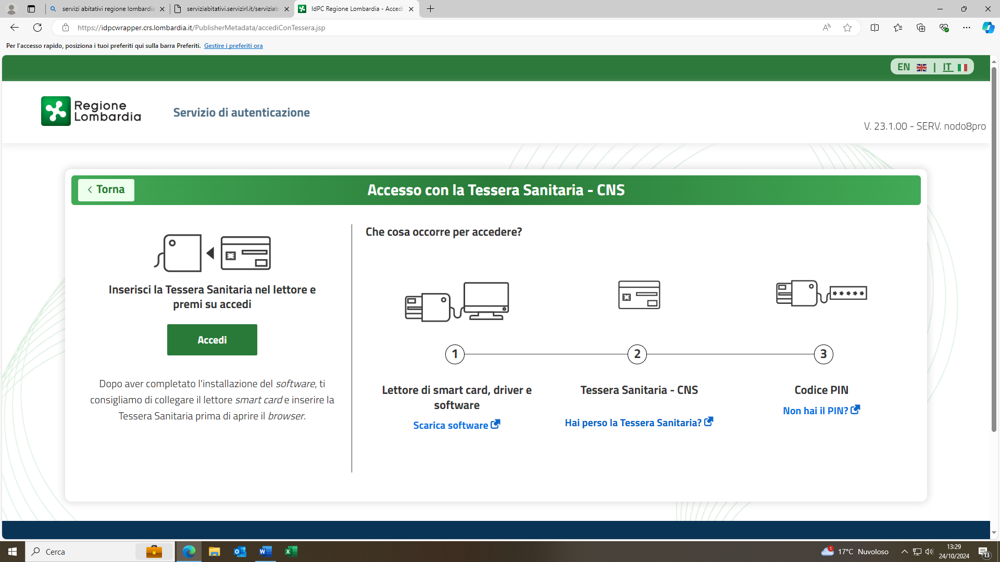 servizi abitativi regione lombardia
serviziabitativi.servizirl.it/serviziab
IdPC Regione Lombardia - Accedi
https://idpcwrapper.crs.lombardia.it/PublisherMetadata/accediConTessera.jsp
Per l'accesso rapido, posiziona i tuoi preferiti qui sulla barra Preferiti. Gestire i preferiti ora
EN | IT
Regione
Lombardia
Servizio di autenticazione
V. 23.1.00 - SERV. nodo8pro
Torna
Accesso con la Tessera Sanitaria - CNS
Inserisci la Tessera Sanitaria nel lettore e
premi su accedi
Accedi
Dopo aver completato l'installazione del software, ti
consigliamo di collegare il lettore smart card e inserire la
Tessera Sanitaria prima di aprire il browser.
Che cosa occorre per accedere?
*****
1 2 3
Lettore di smart card, driver e
software
Scarica software
Tessera Sanitaria - CNS
Hai perso la Tessera Sanitaria?
Codice PIN
Non hai il PIN?
Cerca
1
17°C Nuvoloso
13:29
24/10/2024
13